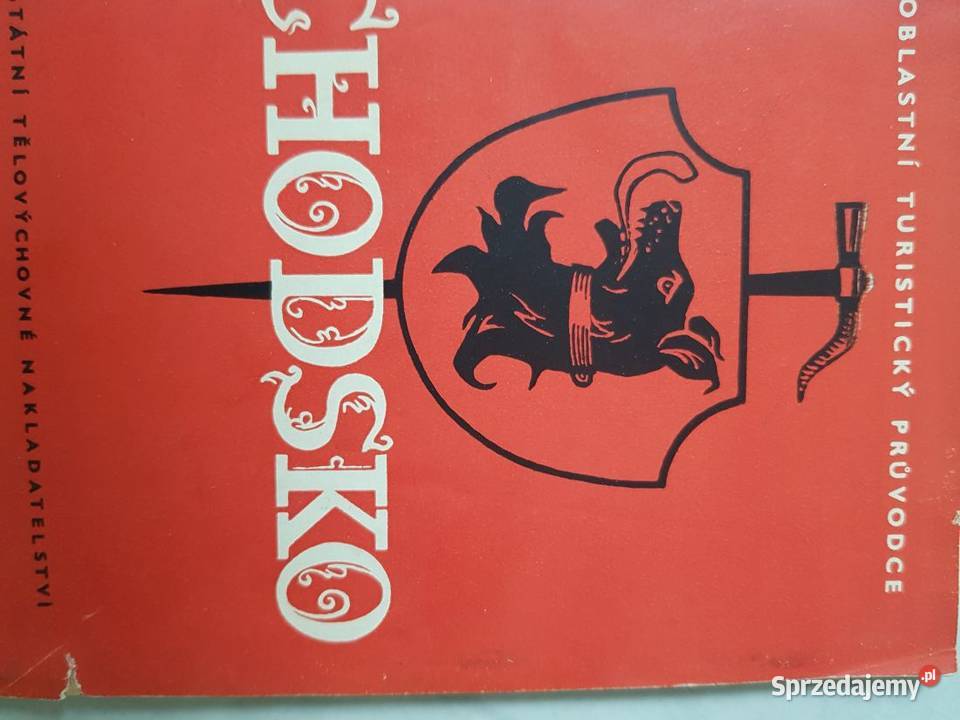 OBLASTNÍ TURISTICKÝ PRŮVODCE
CHODSKO
STÁTNÍ TĚLOVÝCHOVNÉ NAKLADATELSTVÍ
Sprzedajemy.pl